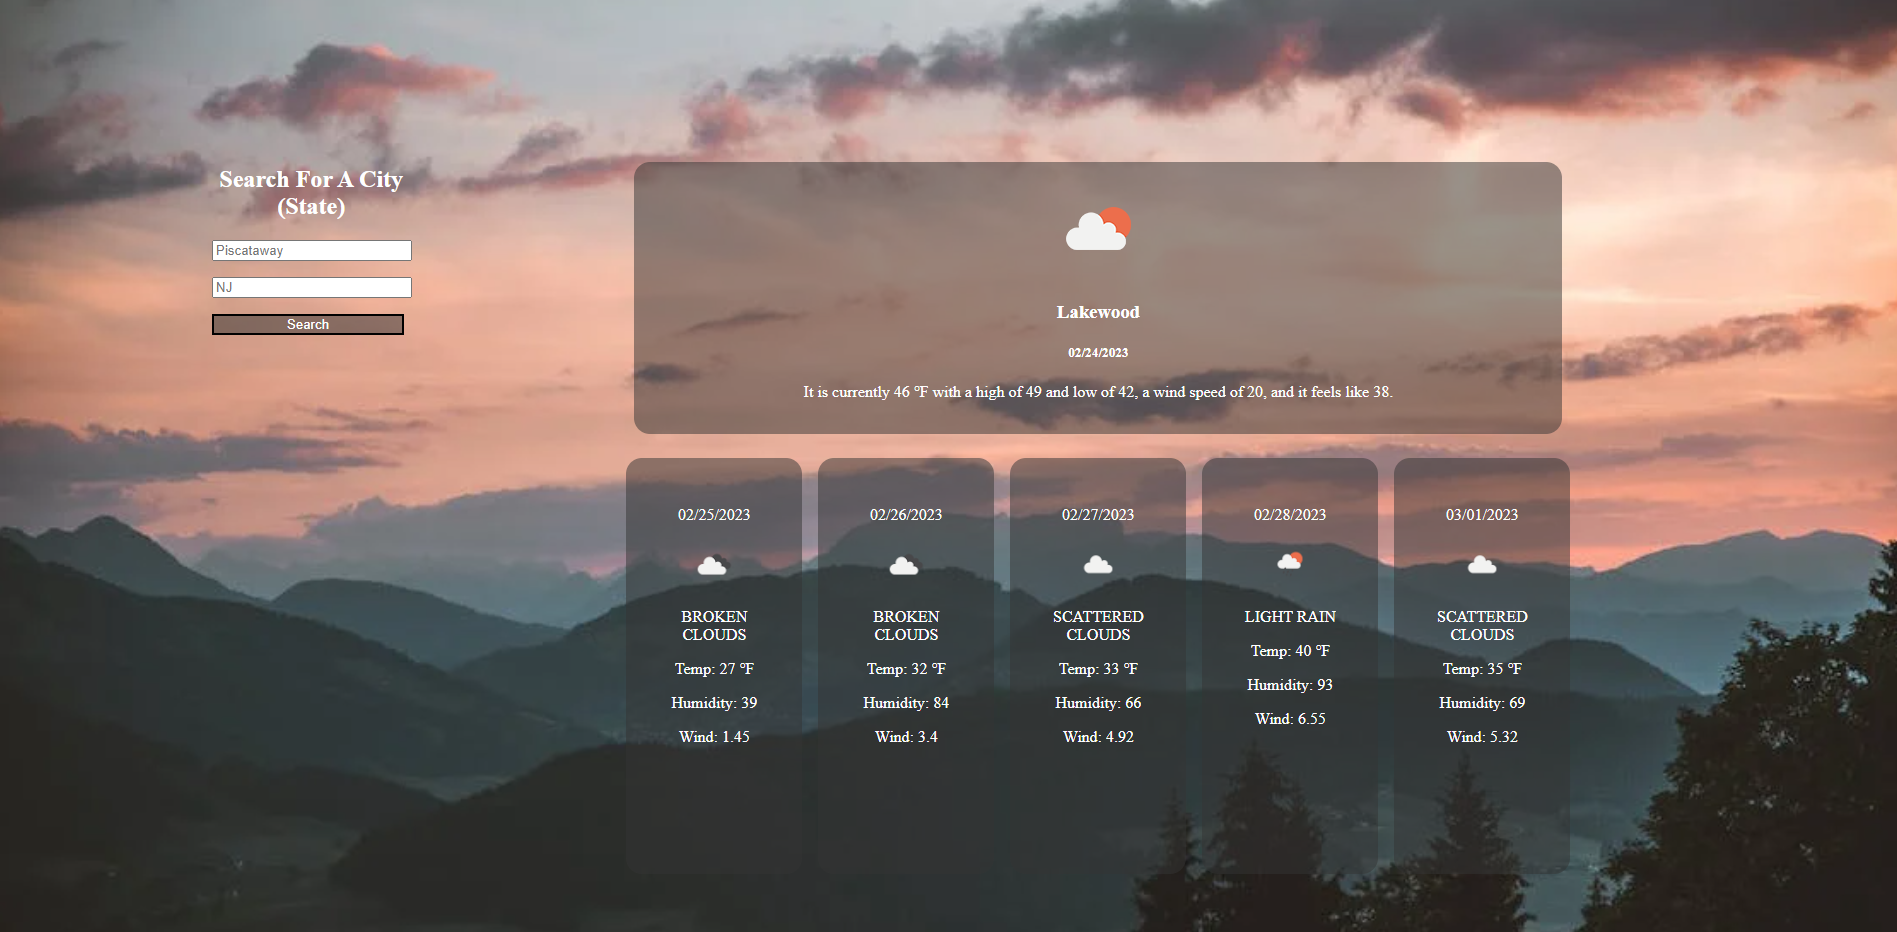 Search For A City
(State)
Piscataway
NJ
Search
Lakewood
02/24/2023
It is currently 46 °F with a high of 49 and low of 42, a wind speed of 20, and it feels like 38.
02/25/2023
BROKEN
CLOUDS
Temp: 27 °F
Humidity: 39
Wind: 1.45
02/26/2023
BROKEN
CLOUDS
Temp: 32 °F
Humidity: 84
Wind: 3.4
02/27/2023
SCATTERED
CLOUDS
Temp: 33 °F
Humidity: 66
Wind: 4.92
02/28/2023
LIGHT RAIN
Temp: 40 °F
Humidity: 93
Wind: 6.55
03/01/2023
SCATTERED
CLOUDS
Temp: 35 °F
Humidity: 69
Wind: 5.32